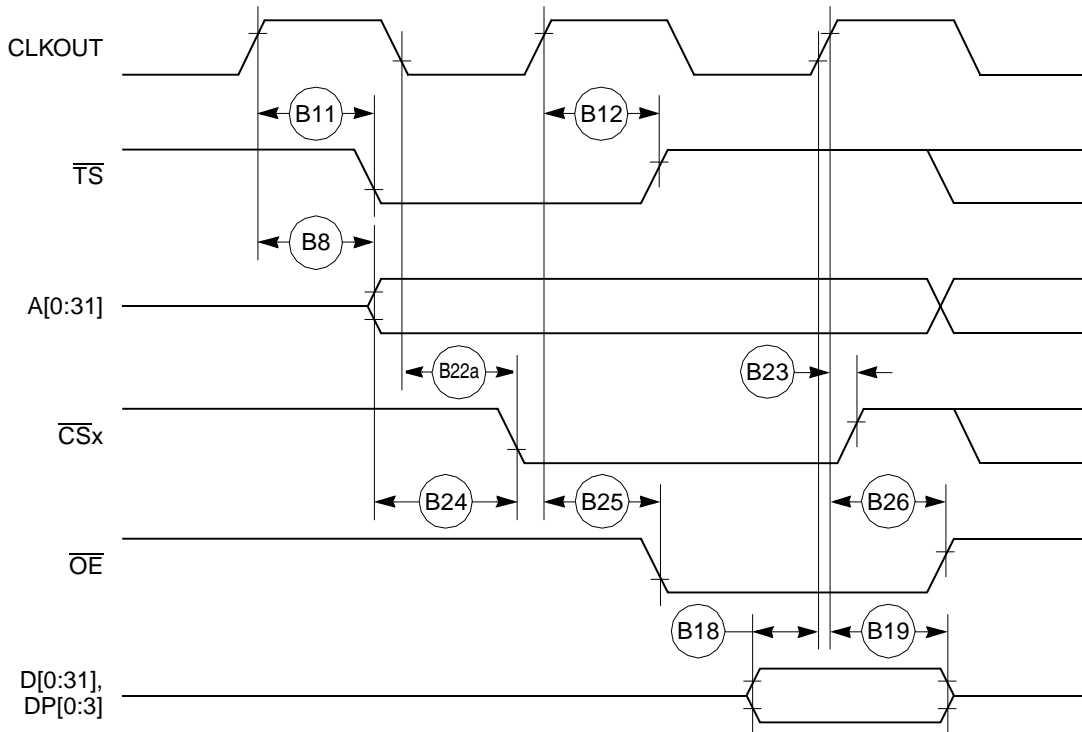 CLKOUT
B11
B12
TS
B8
A[0:31]
B22a
B23
CSx
B24
B25
B26
OE
B18
B19
D[0:31],
DP[0:3]